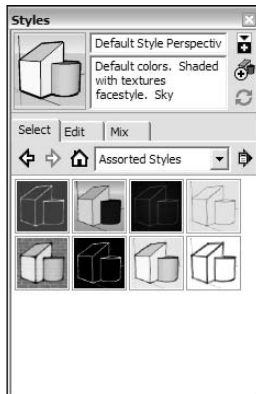 Styles
Default Style Perspectiv
Default colors. Shaded
with textures
facestyle. Sky
Select Edit Mix
Assorted Styles